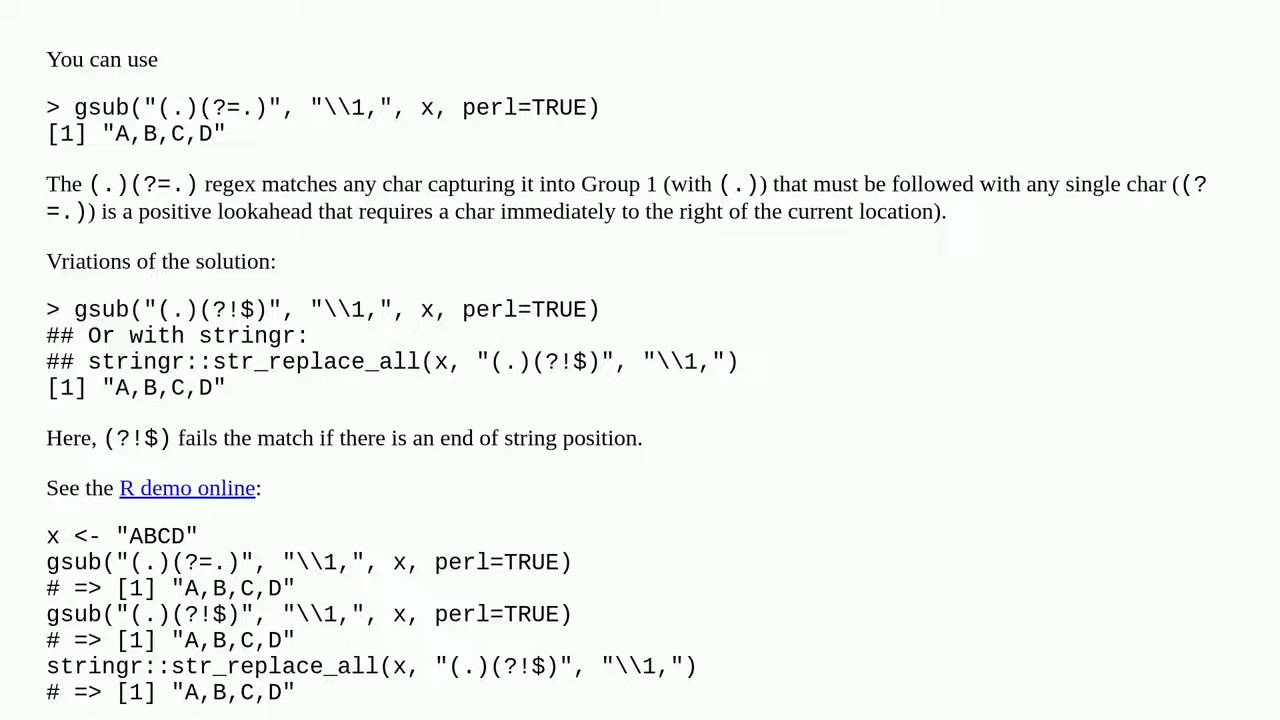 You can use
> gsub("(.)(?=.)", "\\1,", x, perl=TRUE)
[1] "A,B,C,D"
The (.)(?=.) regex matches any char capturing it into Group 1 (with (.)) that must be followed with any single char ((?
=.)) is a positive lookahead that requires a char immediately to the right of the current location).
Vriations of the solution:
> gsub("(.)(?!$)", "\\1,", x, perl=TRUE)
## Or with stringr:
## stringr::str_replace_all(x, "(.)(?!$)", "\\1,")
[1] "A,B,C,D"
Here, (?!$) fails the match if there is an end of string position.
See the R demo online:
x <- "ABCD"
gsub("(.)(?=.)", "\\1,", x, perl=TRUE)
# => [1] "A,B,C,D"
gsub("(.)(?!$)", "\\1,", x, perl=TRUE)
# => [1] "A,B,C,D"
stringr::str_replace_all(x, "(.)(?!$)", "\\1,")
# => [1] "A,B,C,D"